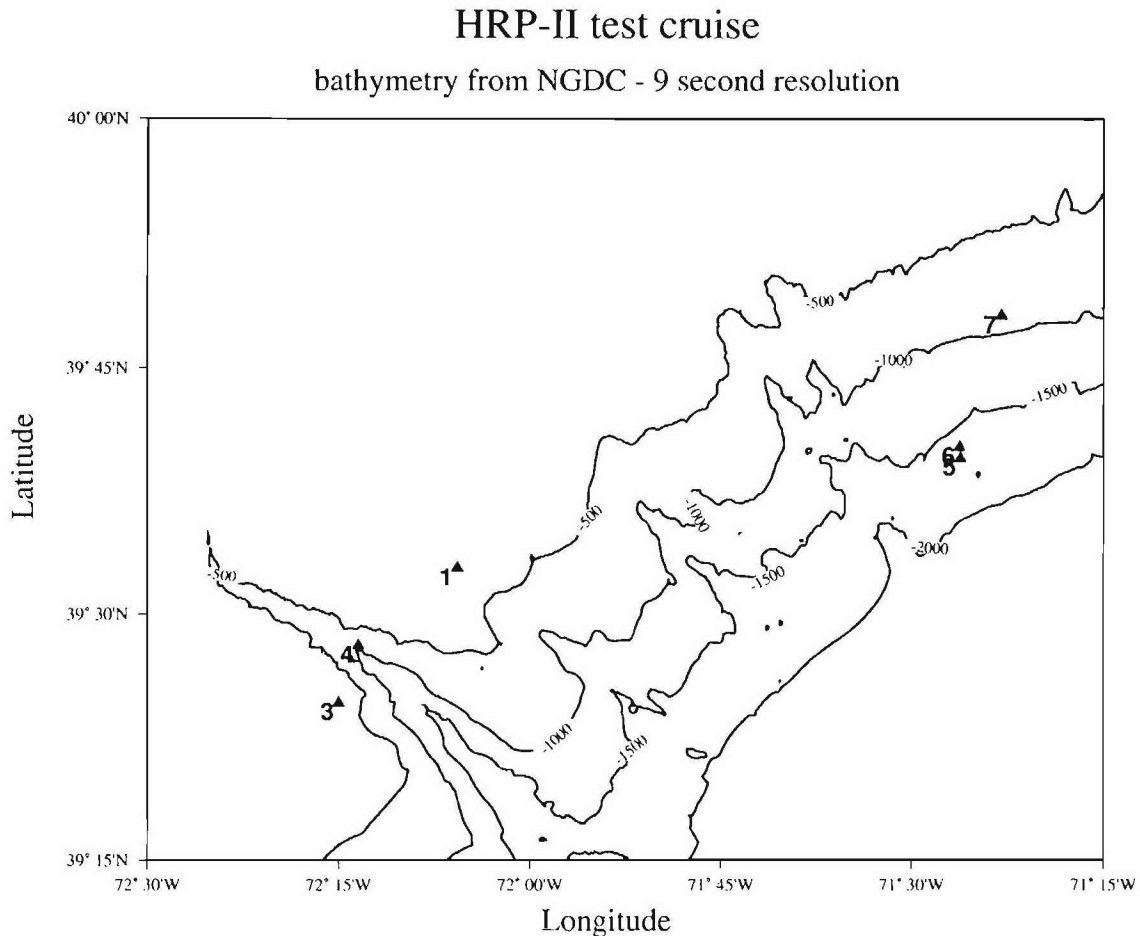 HRP-II test cruise
bathymetry from NGDC - 9 second resolution
40° 00'N
-500
7
39° 45'N
-1000
-1500
6
5
-500
-1000
-2000
-500
1
-1500
39° 30'N
4
3
-1000
-1500
39° 15'N
72° 30'W 72° 15'W 72° 00'W 71° 45'W 71° 30'W 71° 15'W
Latitude
Longitude